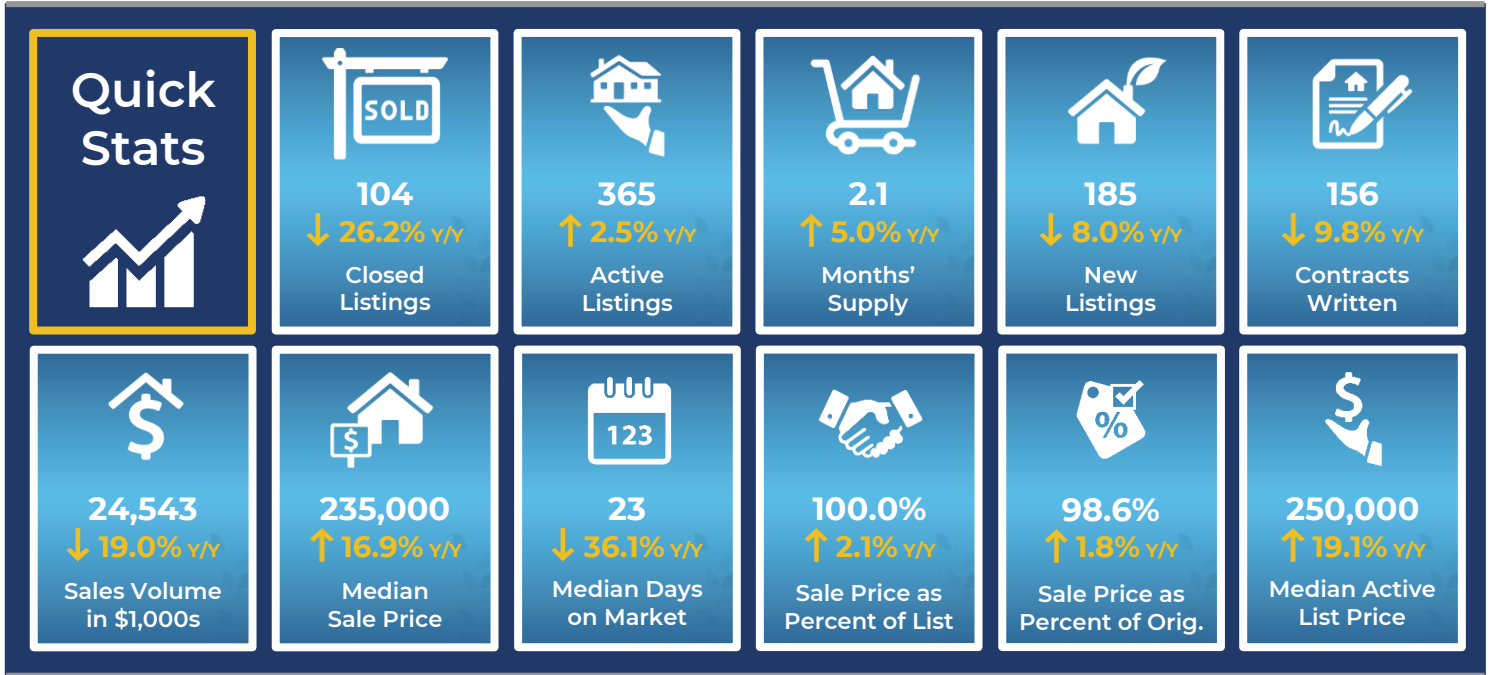 Quick
Stats
SOLD
104
↓ 26.2% Y/Y
Closed
Listings
365
↑ 2.5% Y/Y
Active
Listings
2.1
↑ 5.0% Y/Y
Months’
Supply
185
↓ 8.0% Y/Y
New
Listings
156
↓ 9.8% Y/Y
Contracts
Written
$
24,543
↓ 19.0% Y/Y
Sales Volume
in $1,000s
$
235,000
↑ 16.9% Y/Y
Median
Sale Price
123
23
↓ 36.1% Y/Y
Median Days
on Market
100.0%
↑ 2.1% Y/Y
Sale Price as
Percent of List
%
98.6%
↑ 1.8% Y/Y
Sale Price as
Percent of Orig.
$
250,000
↑ 19.1% Y/Y
Median Active
List Price